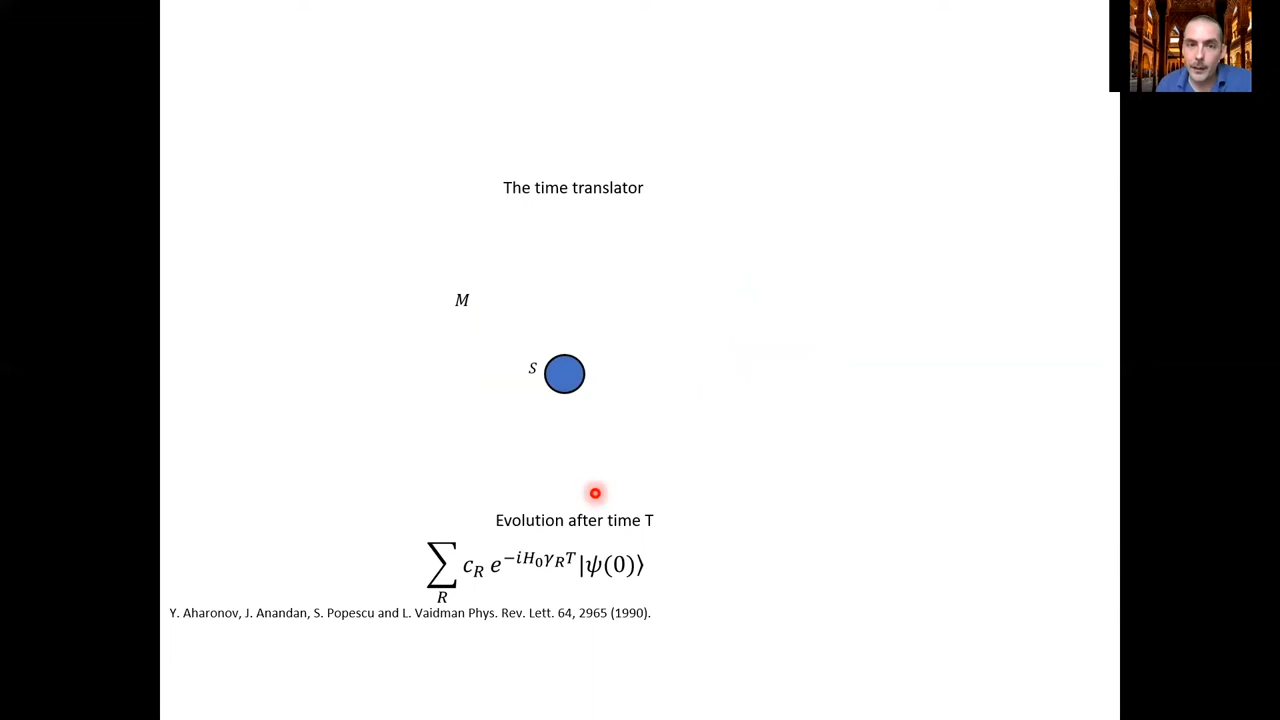 The time translator
M
S
Evolution after time T
∑_R c_R e^{−iH_0γ_RT}|ψ(0)⟩
Y. Aharonov, J. Anandan, S. Popescu and L. Vaidman Phys. Rev. Lett. 64, 2965 (1990).